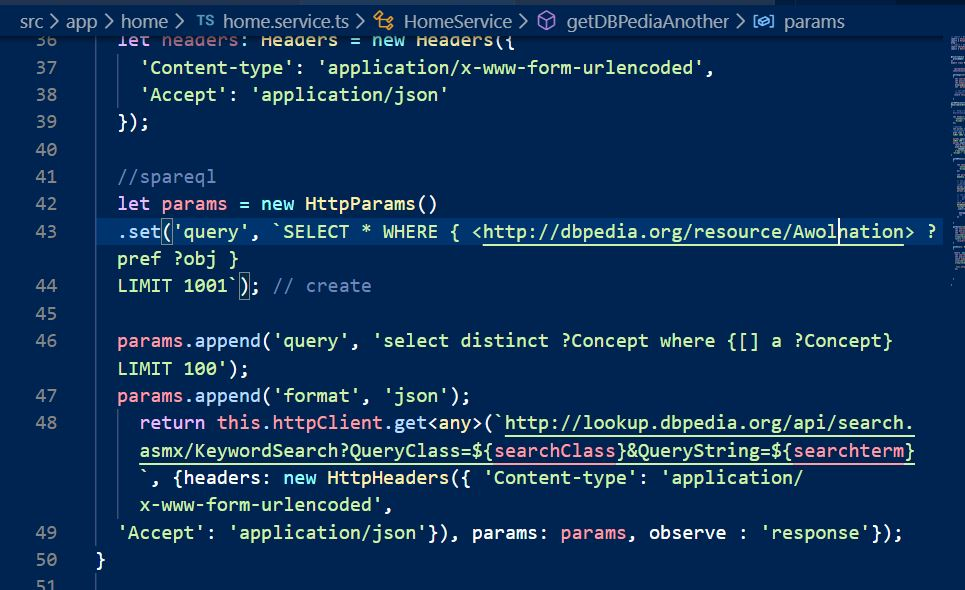 src > app > home > TS home.service.ts > HomeService > getDBPediaAnother > params
36 let headers: Headers = new Headers({
37 'Content-type': 'application/x-www-form-urlencoded',
38 'Accept': 'application/json'
39 });
40
41 //spareql
42 let params = new HttpParams()
43 .set('query', `SELECT * WHERE { <http://dbpedia.org/resource/Awolnation> ?
pref ?obj }
44 LIMIT 1001`); // create
45
46 params.append('query', 'select distinct ?Concept where {[] a ?Concept}
LIMIT 100');
47 params.append('format', 'json');
48 return this.httpClient.get<any>(`http://lookup.dbpedia.org/api/search.
asmx/KeywordSearch?QueryClass=${searchClass}&QueryString=${searchterm}
`, {headers: new HttpHeaders({ 'Content-type': 'application/
x-www-form-urlencoded',
49 'Accept': 'application/json'}), params: params, observe : 'response'});
50 }
51